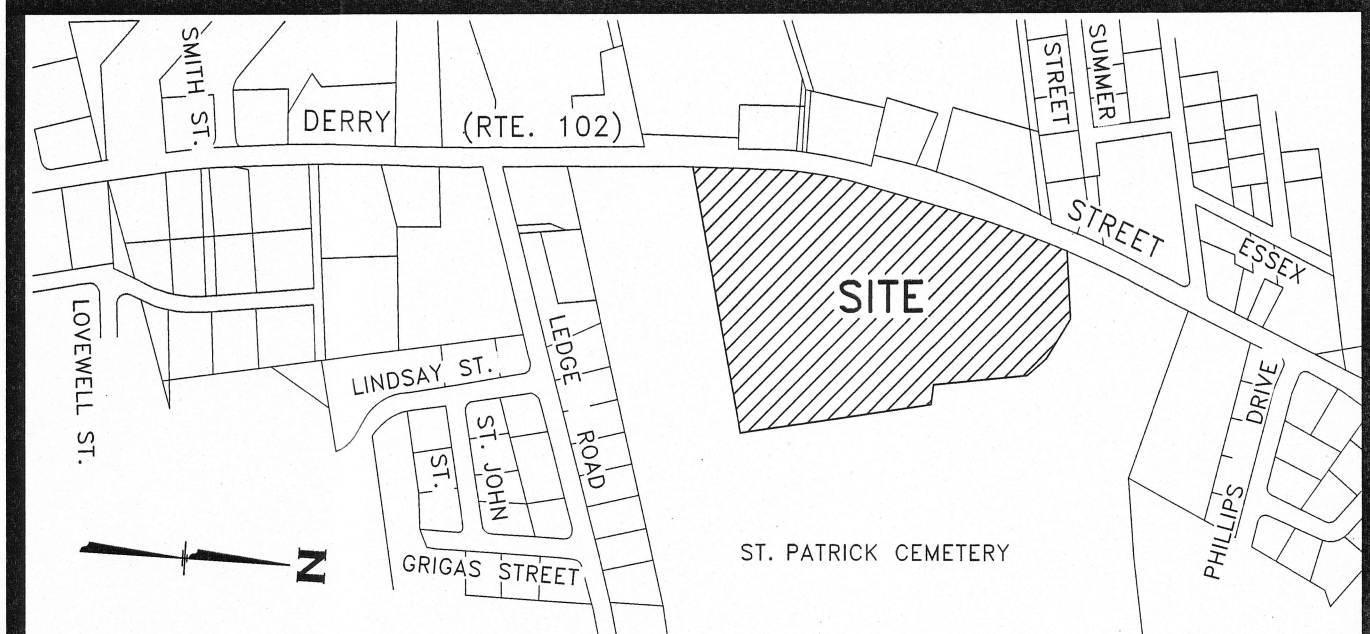 SMITH ST.
DERRY
(RTE. 102)
STREET
SUMMER
STREET
ESSEX
SITE
LOVEWELL ST.
LINDSAY ST.
LEDGE ROAD
ST. JOHN
ST.
GRIGAS STREET
PHILLIPS DRIVE
ST. PATRICK CEMETERY
N